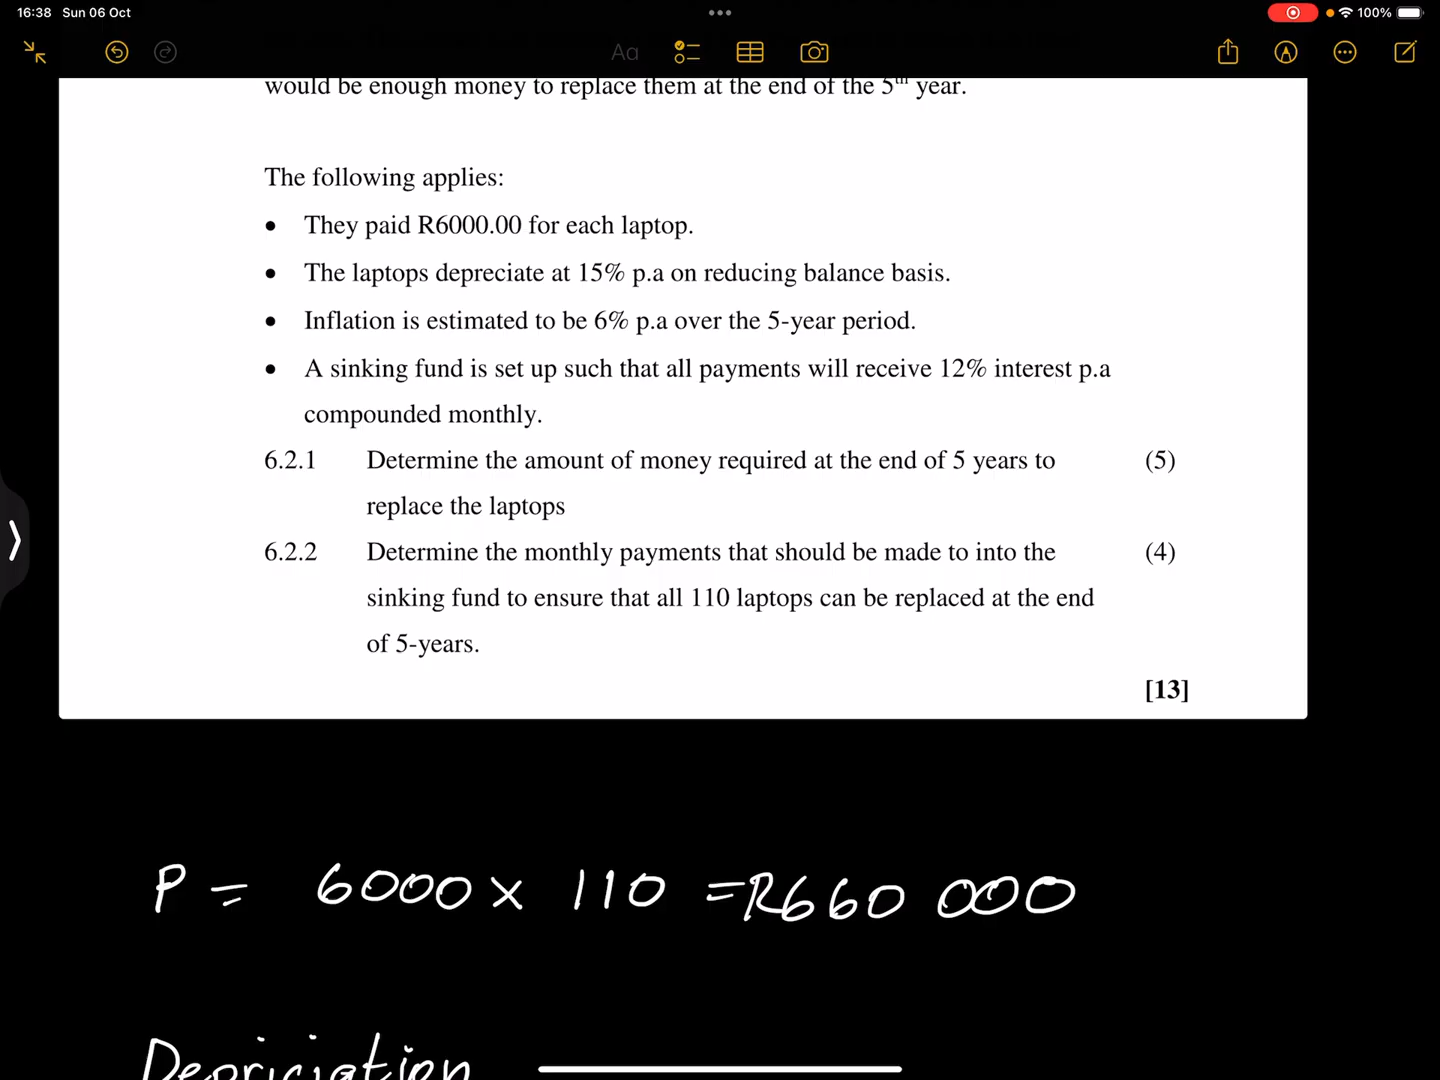 16:38 Sun 06 Oct 100%
Aa
would be enough money to replace them at the end of the 5th year.
The following applies:
• They paid R6000.00 for each laptop.
• The laptops depreciate at 15% p.a on reducing balance basis.
• Inflation is estimated to be 6% p.a over the 5-year period.
• A sinking fund is set up such that all payments will receive 12% interest p.a
compounded monthly.
6.2.1 Determine the amount of money required at the end of 5 years to (5)
replace the laptops
6.2.2 Determine the monthly payments that should be made to into the (4)
sinking fund to ensure that all 110 laptops can be replaced at the end
of 5-years.
[13]
P = 6000 × 110 = R660 000
Depriciation